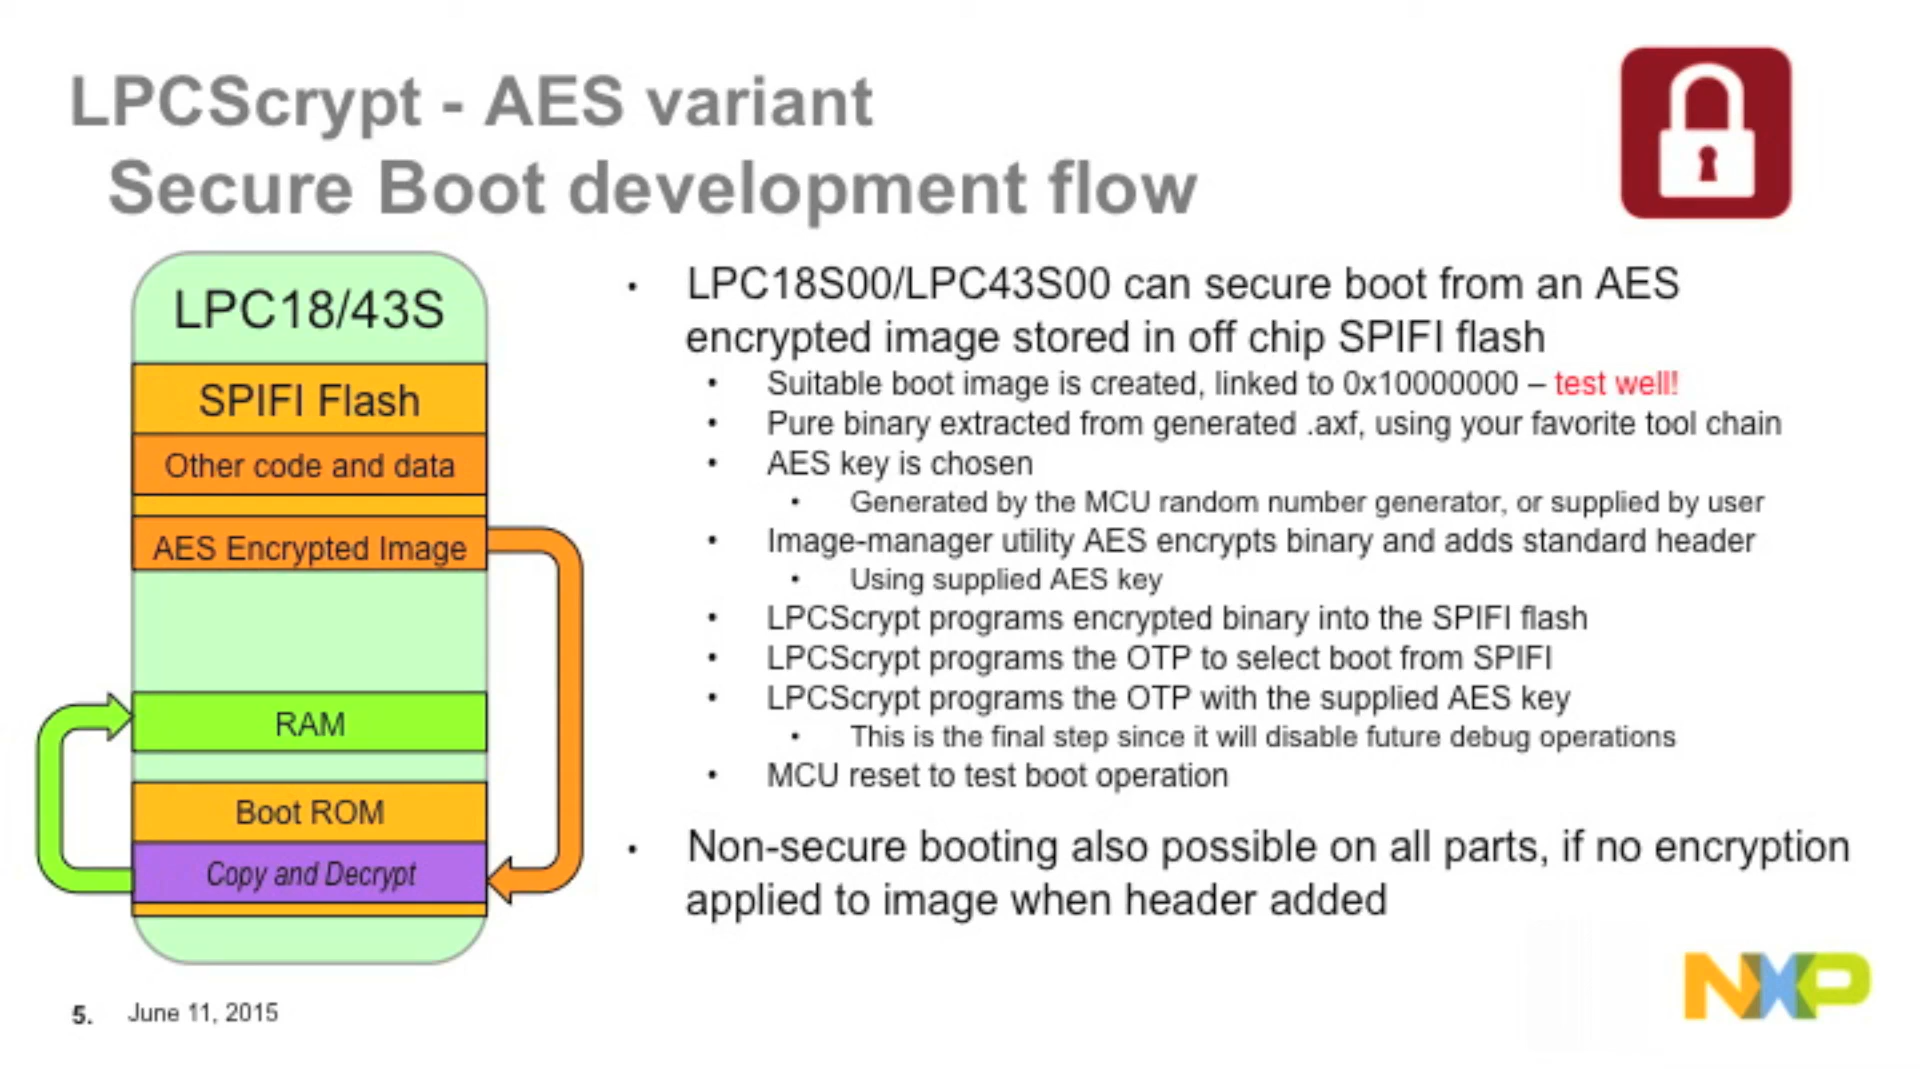 LPCScrypt - AES variant
Secure Boot development flow
LPC18/43S
SPIFI Flash
Other code and data
AES Encrypted Image
RAM
Boot ROM
Copy and Decrypt
• LPC18S00/LPC43S00 can secure boot from an AES
encrypted image stored in off chip SPIFI flash
• Suitable boot image is created, linked to 0x10000000 – test well!
• Pure binary extracted from generated .axf, using your favorite tool chain
• AES key is chosen
• Generated by the MCU random number generator, or supplied by user
• Image-manager utility AES encrypts binary and adds standard header
• Using supplied AES key
• LPCScrypt programs encrypted binary into the SPIFI flash
• LPCScrypt programs the OTP to select boot from SPIFI
• LPCScrypt programs the OTP with the supplied AES key
• This is the final step since it will disable future debug operations
• MCU reset to test boot operation
• Non-secure booting also possible on all parts, if no encryption
applied to image when header added
5. June 11, 2015
NXP